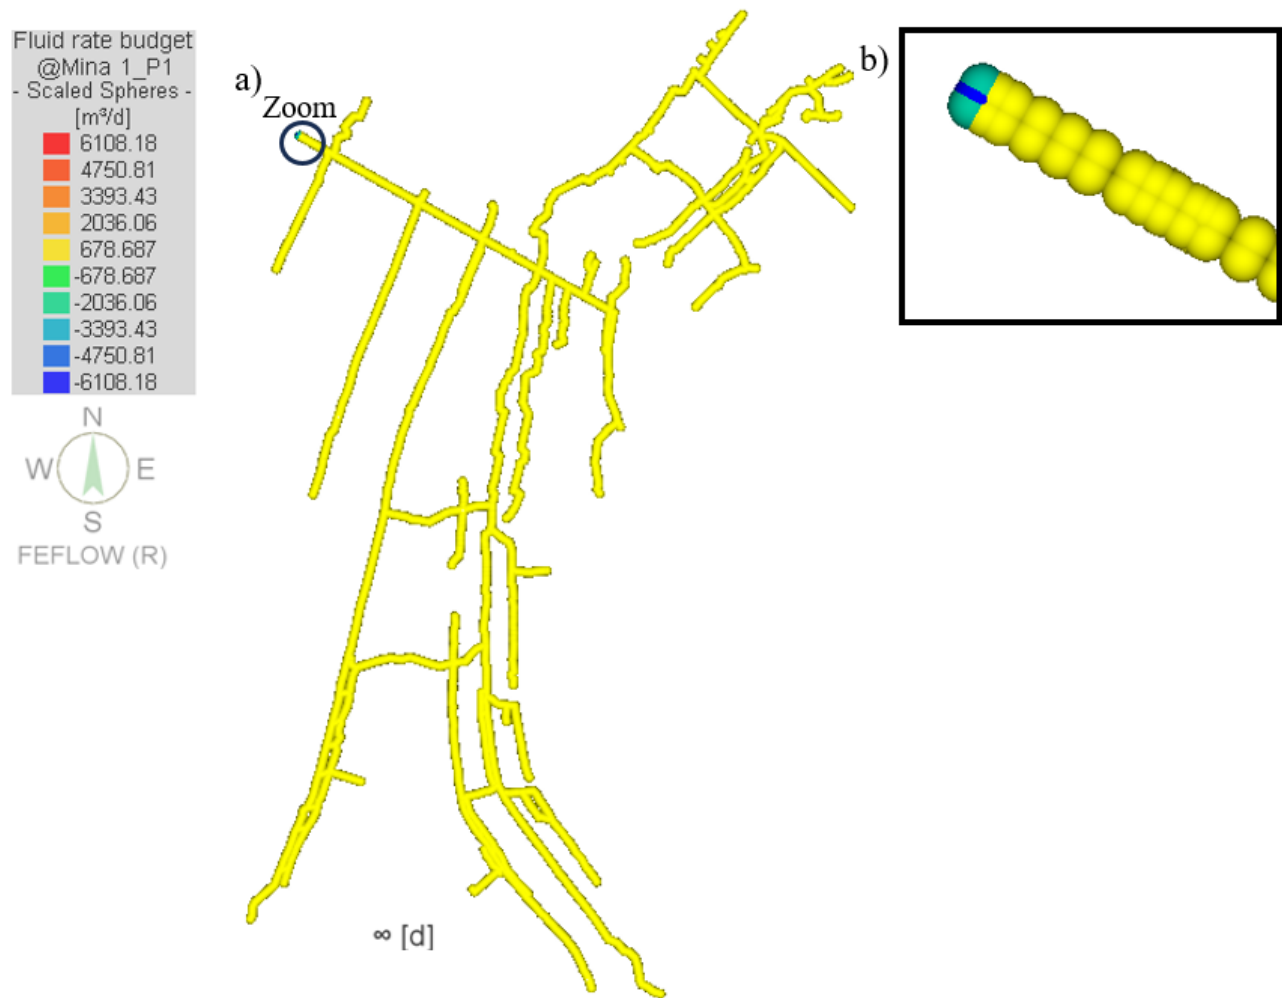 Fluid rate budget
@Mina 1_P1
- Scaled Spheres -
[m³/d]
6108.18
4750.81
3393.43
2036.06
678.687
-678.687
-2036.06
-3393.43
-4750.81
-6108.18
N
W E
S
FEFLOW (R)
a)
Zoom
b)
∞ [d]